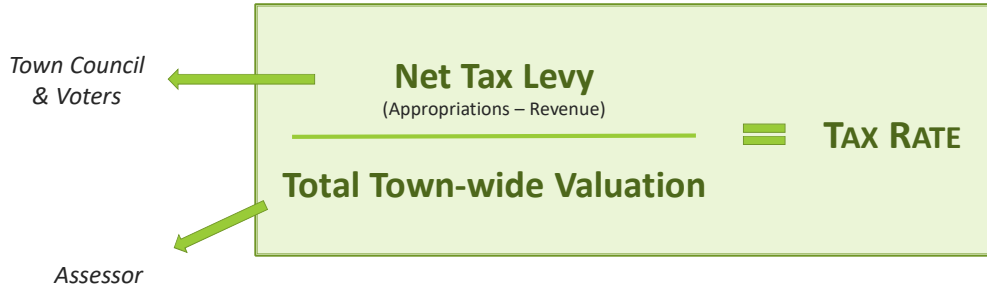 Town Council
& Voters
Net Tax Levy
(Appropriations – Revenue)
= TAX RATE
Total Town-wide Valuation
Assessor